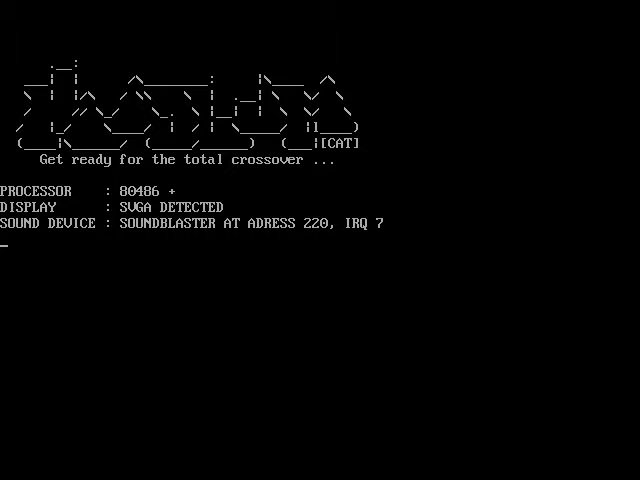 [CAT]
Get ready for the total crossover ...
PROCESSOR : 80486 +
DISPLAY : SVGA DETECTED
SOUND DEVICE : SOUNDBLASTER AT ADRESS 220, IRQ 7